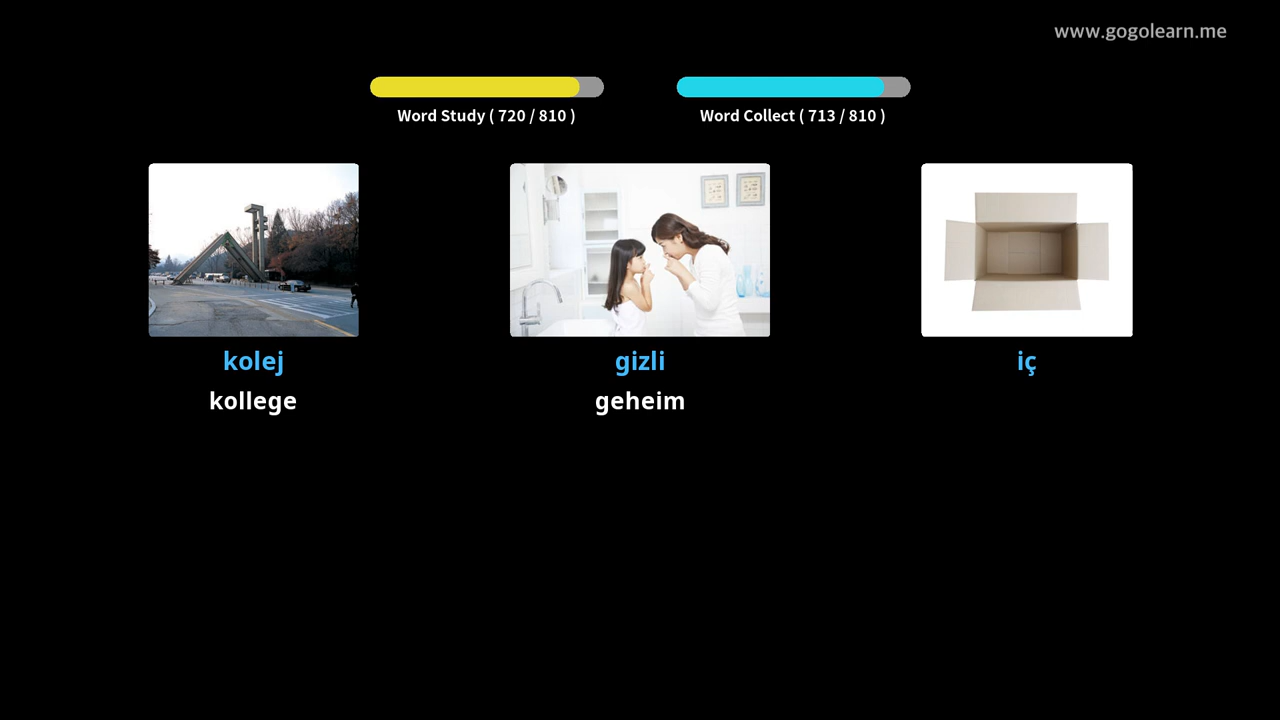 www.gogolearn.me
Word Study ( 720 / 810 )
Word Collect ( 713 / 810 )
kolej
kollege
gizli
geheim
iç